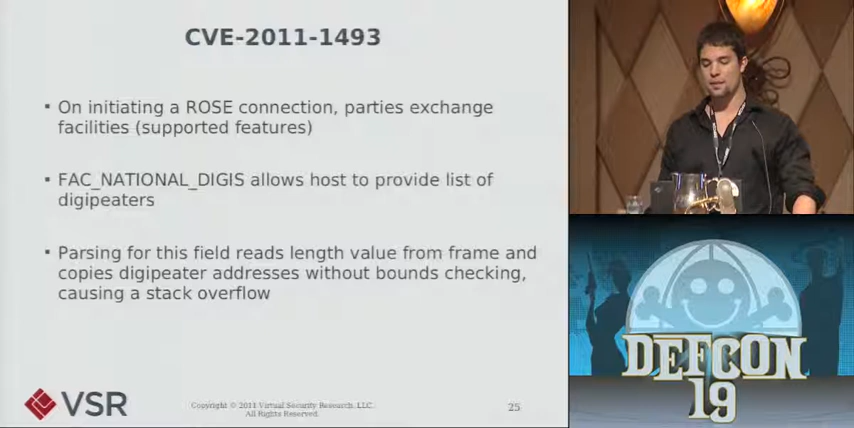 CVE-2011-1493
▪ On initiating a ROSE connection, parties exchange
facilities (supported features)
▪ FAC_NATIONAL_DIGIS allows host to provide list of
digipeaters
▪ Parsing for this field reads length value from frame and
copies digipeater addresses without bounds checking,
causing a stack overflow
VSR
Copyright © 2011 Virtual Security Research, LLC.
All Rights Reserved.
25
DEFCON
19